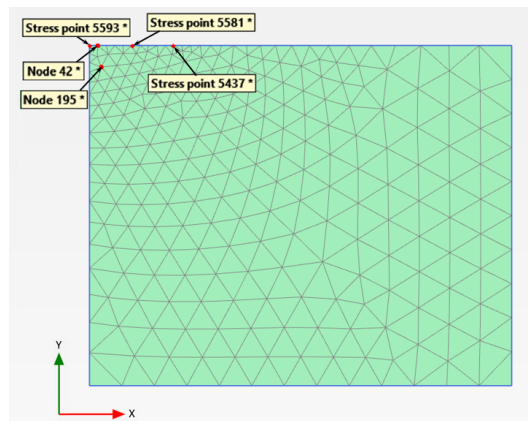 Stress point 5593 *
Stress point 5581 *
Node 42 *
Stress point 5437 *
Node 195 *
Y
X